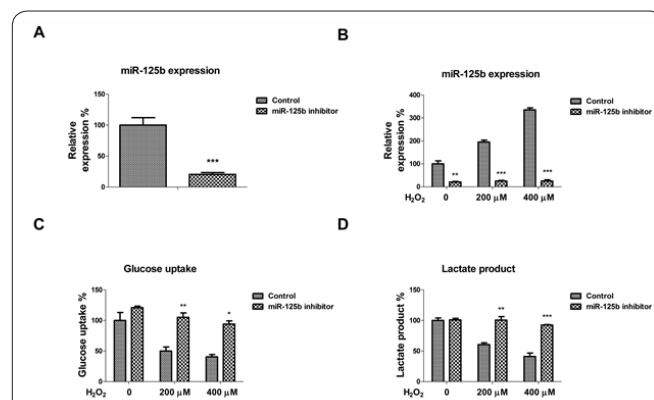 A
miR-125b expression
Relative
expression %
150
100
50
0
***
Control
miR-125b inhibitor
B
miR-125b expression
Relative
expression %
400
300
200
100
0
**
***
***
H₂O₂ 0 200 μM 400 μM
Control
miR-125b inhibitor
C
Glucose uptake
Glucose uptake %
150
100
50
0
**
*
H₂O₂ 0 200 μM 400 μM
Control
miR-125b inhibitor
D
Lactate product
Lactate product %
150
100
50
0
**
***
H₂O₂ 0 200 μM 400 μM
Control
miR-125b inhibitor